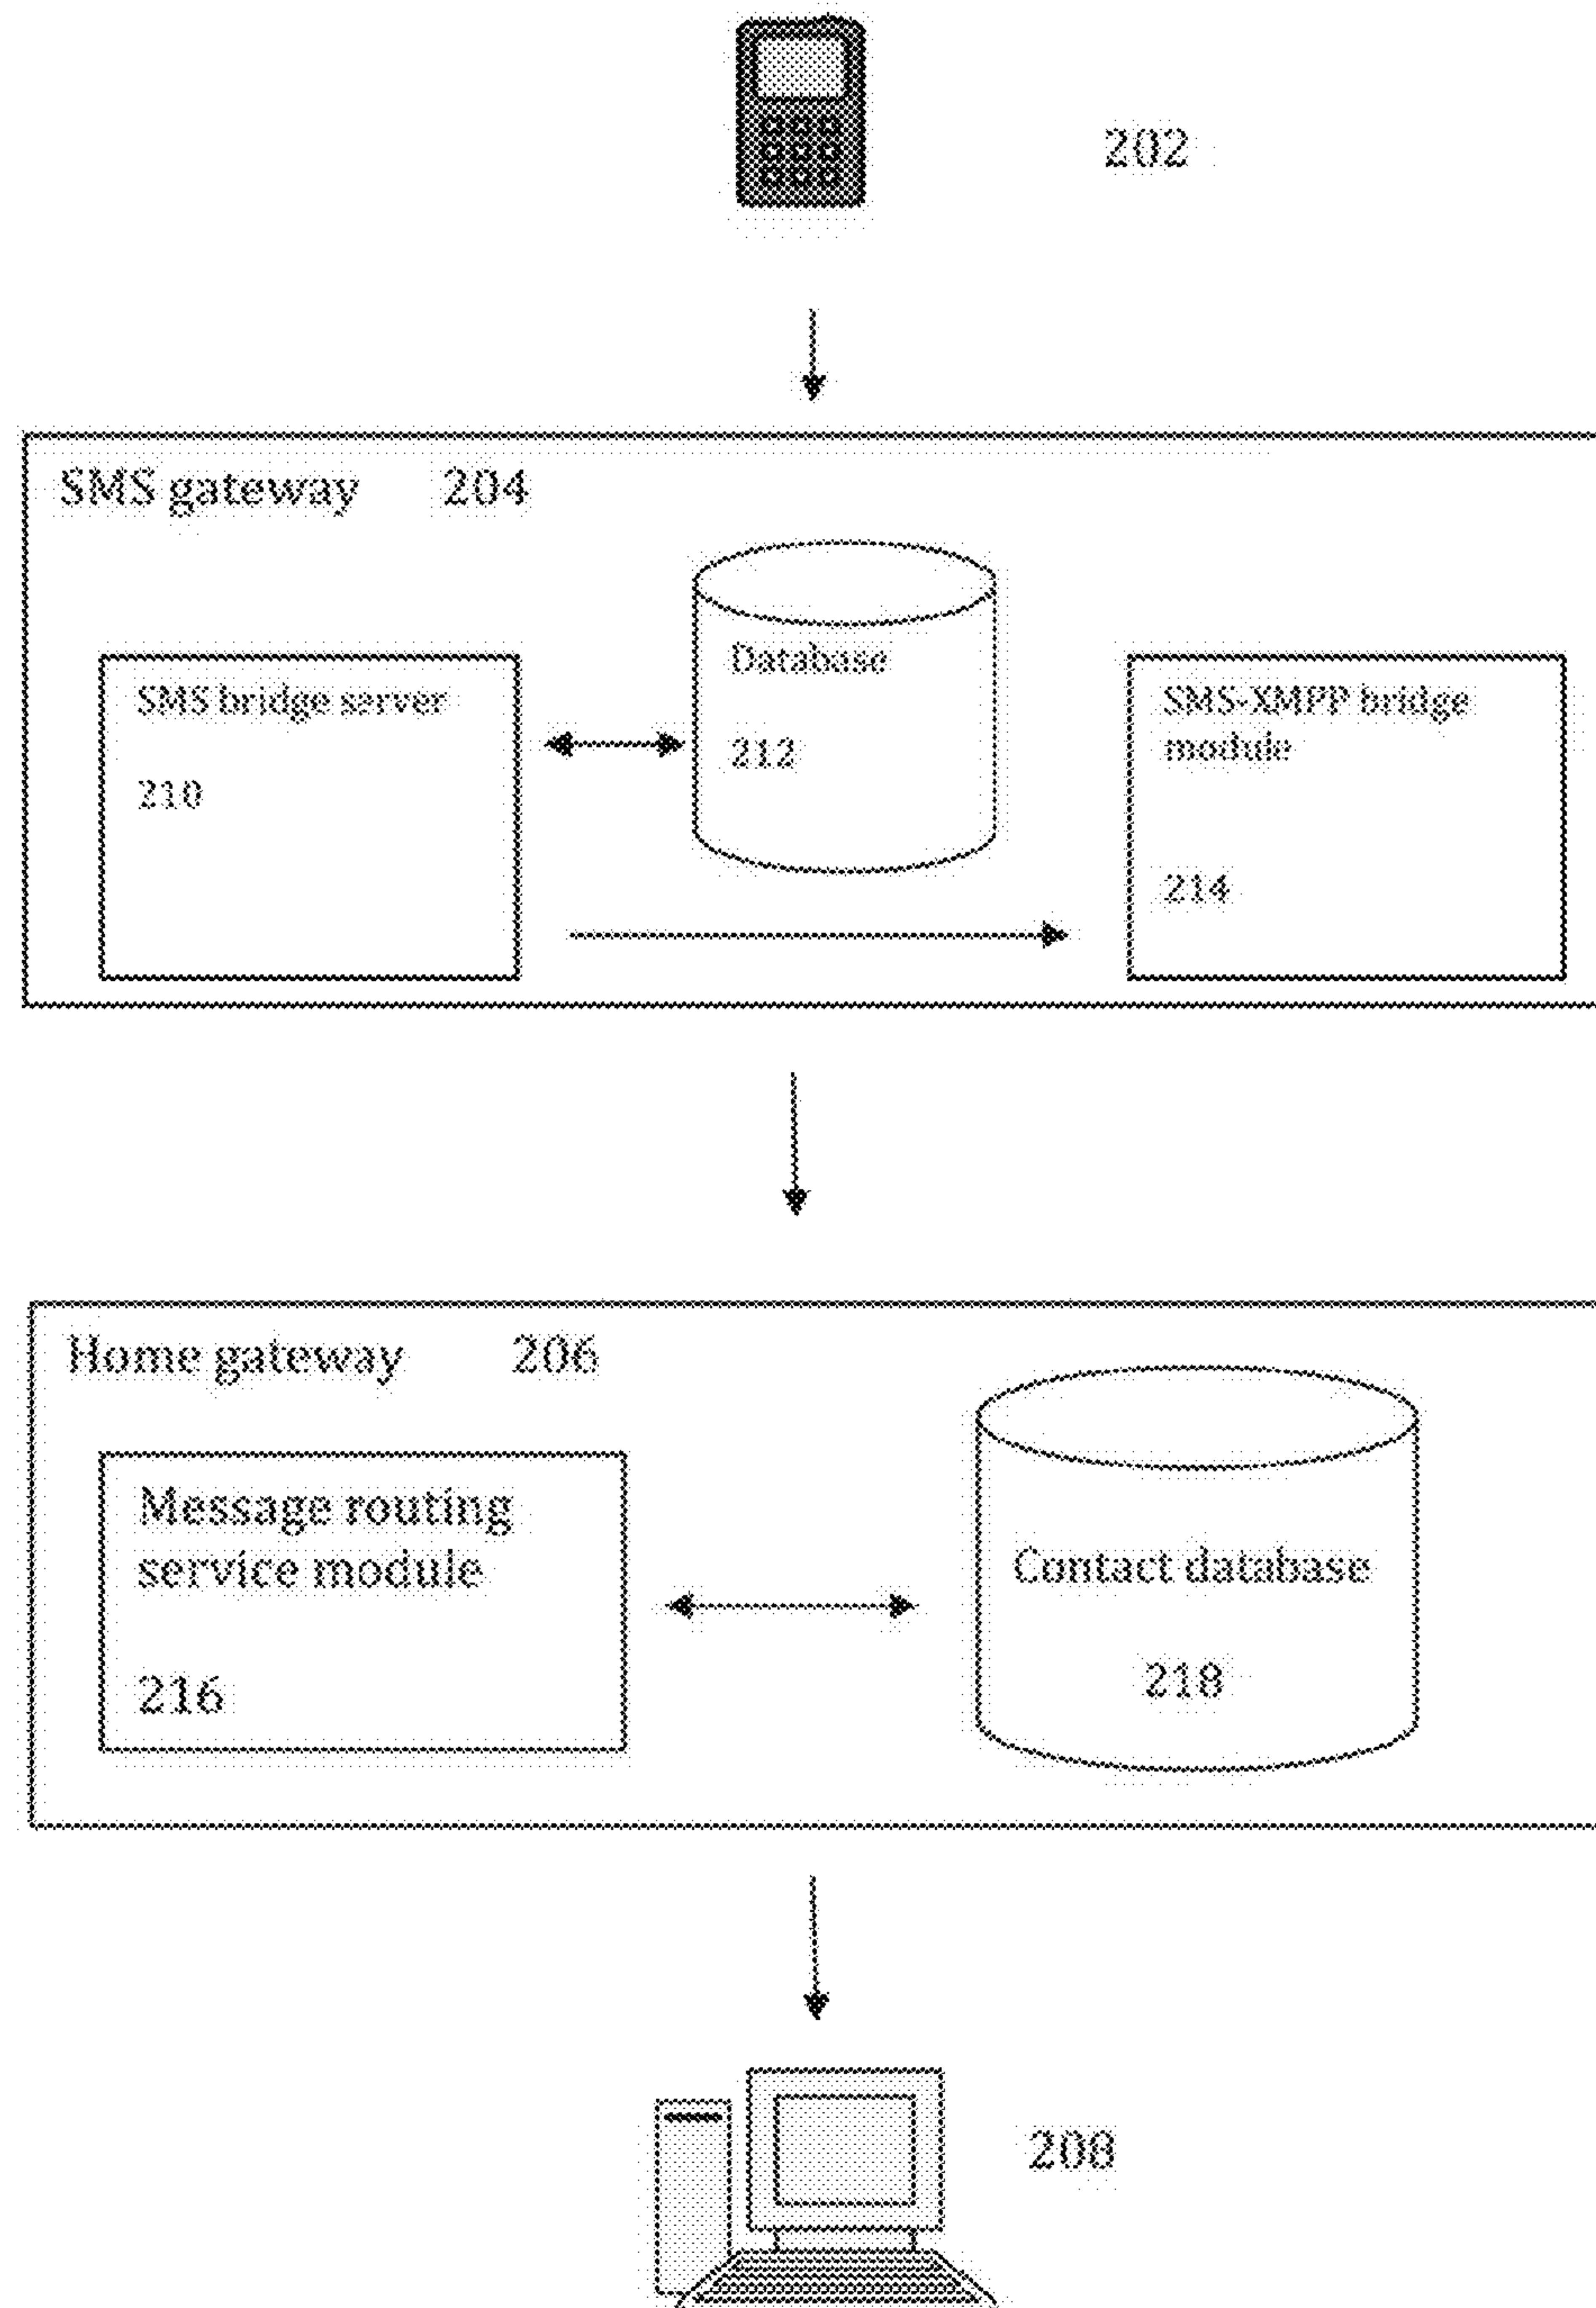 202
SMS gateway 204
Database
212
SMS bridge server
210
SMS-XMPP bridge
module
214
Home gateway 206
Message routing
service module
216
Contact database
218
208